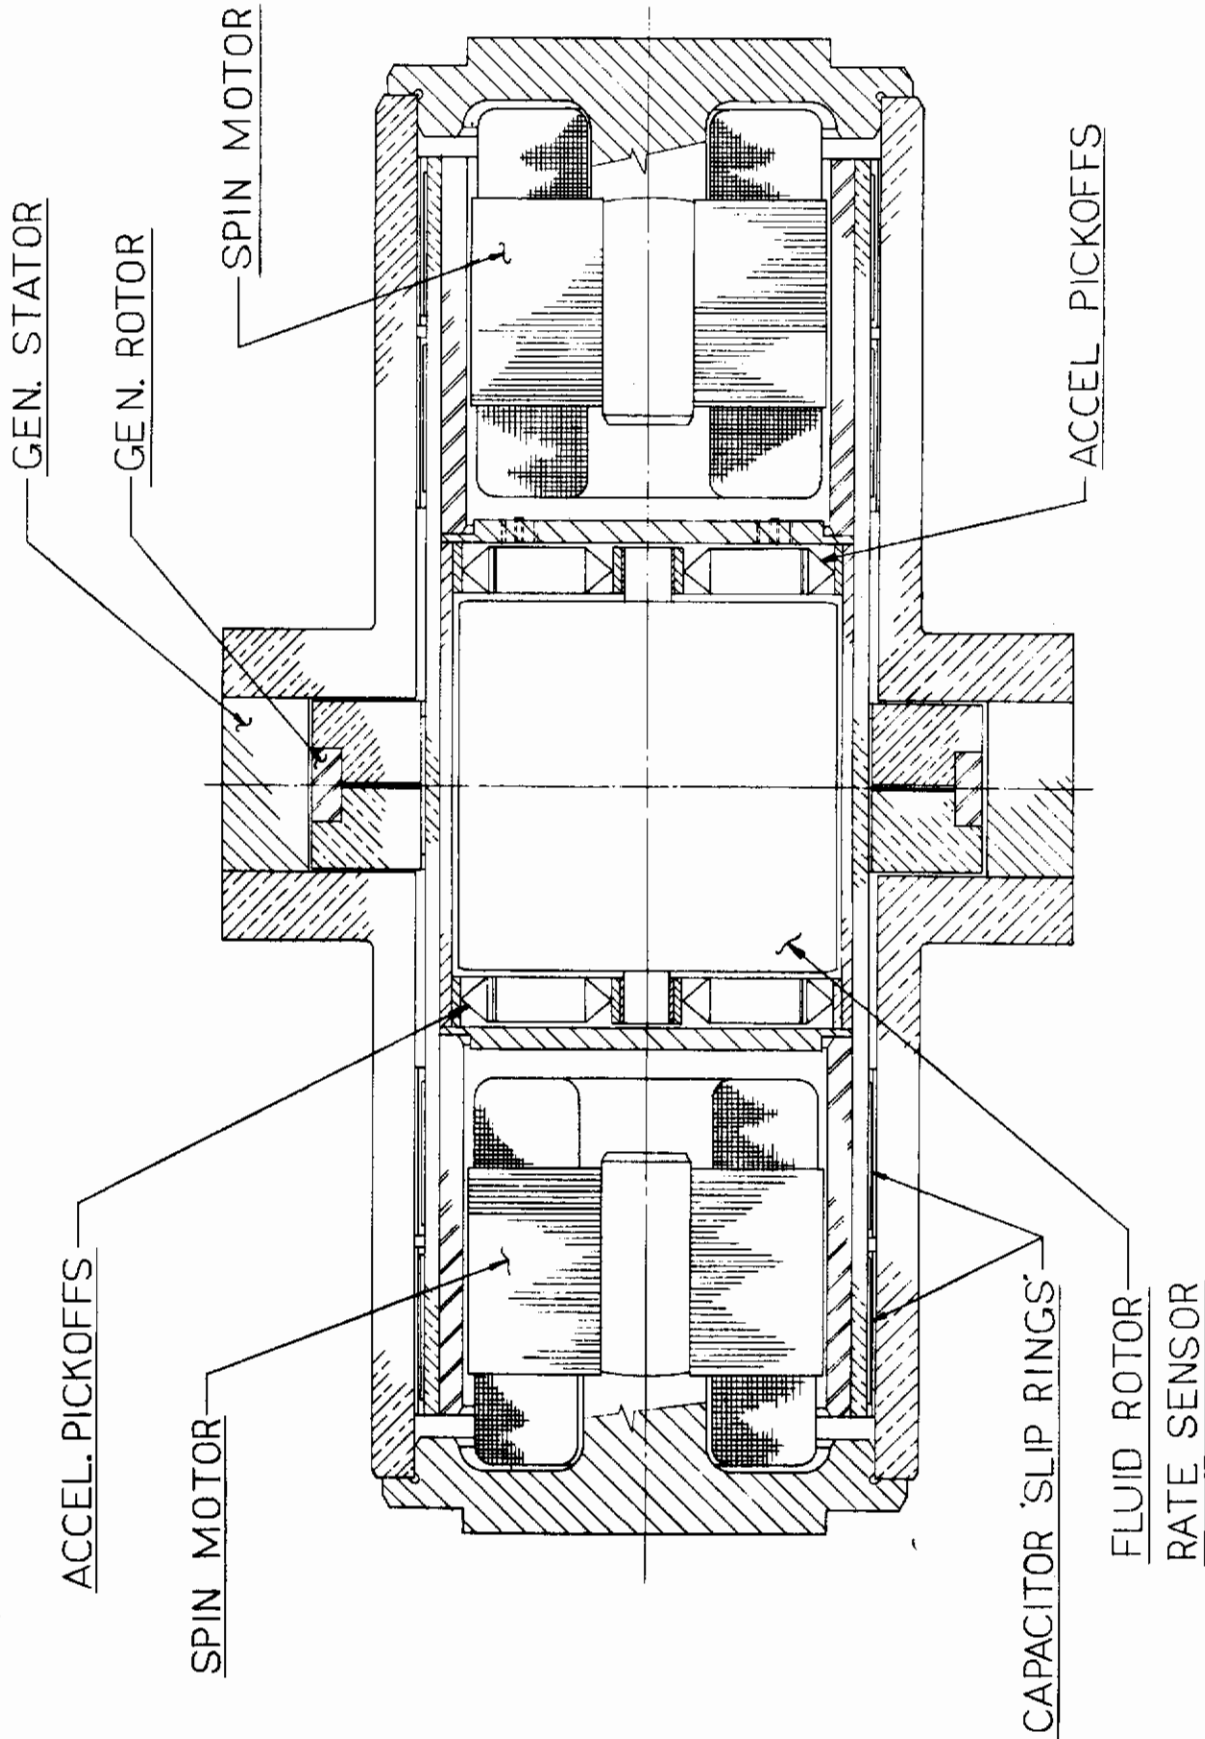 GEN. STATOR
GEN. ROTOR
SPIN MOTOR
ACCEL PICKOFFS
ACCEL. PICKOFFS
SPIN MOTOR
CAPACITOR 'SLIP RINGS'
FLUID ROTOR
RATE SENSOR